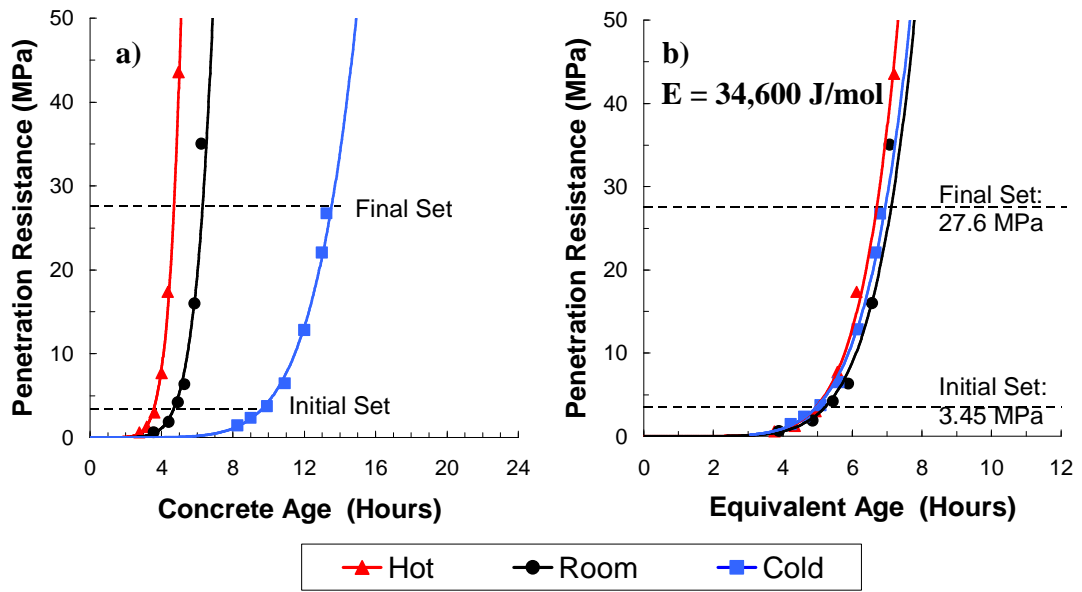 Penetration Resistance (MPa)
50
40
30
20
10
0
a)
Final Set
Initial Set
0 4 8 12 16 20 24
Concrete Age (Hours)
Penetration Resistance (MPa)
50
40
30
20
10
0
b)
E = 34,600 J/mol
Final Set:
27.6 MPa
Initial Set:
3.45 MPa
0 2 4 6 8 10 12
Equivalent Age (Hours)
Hot Room Cold